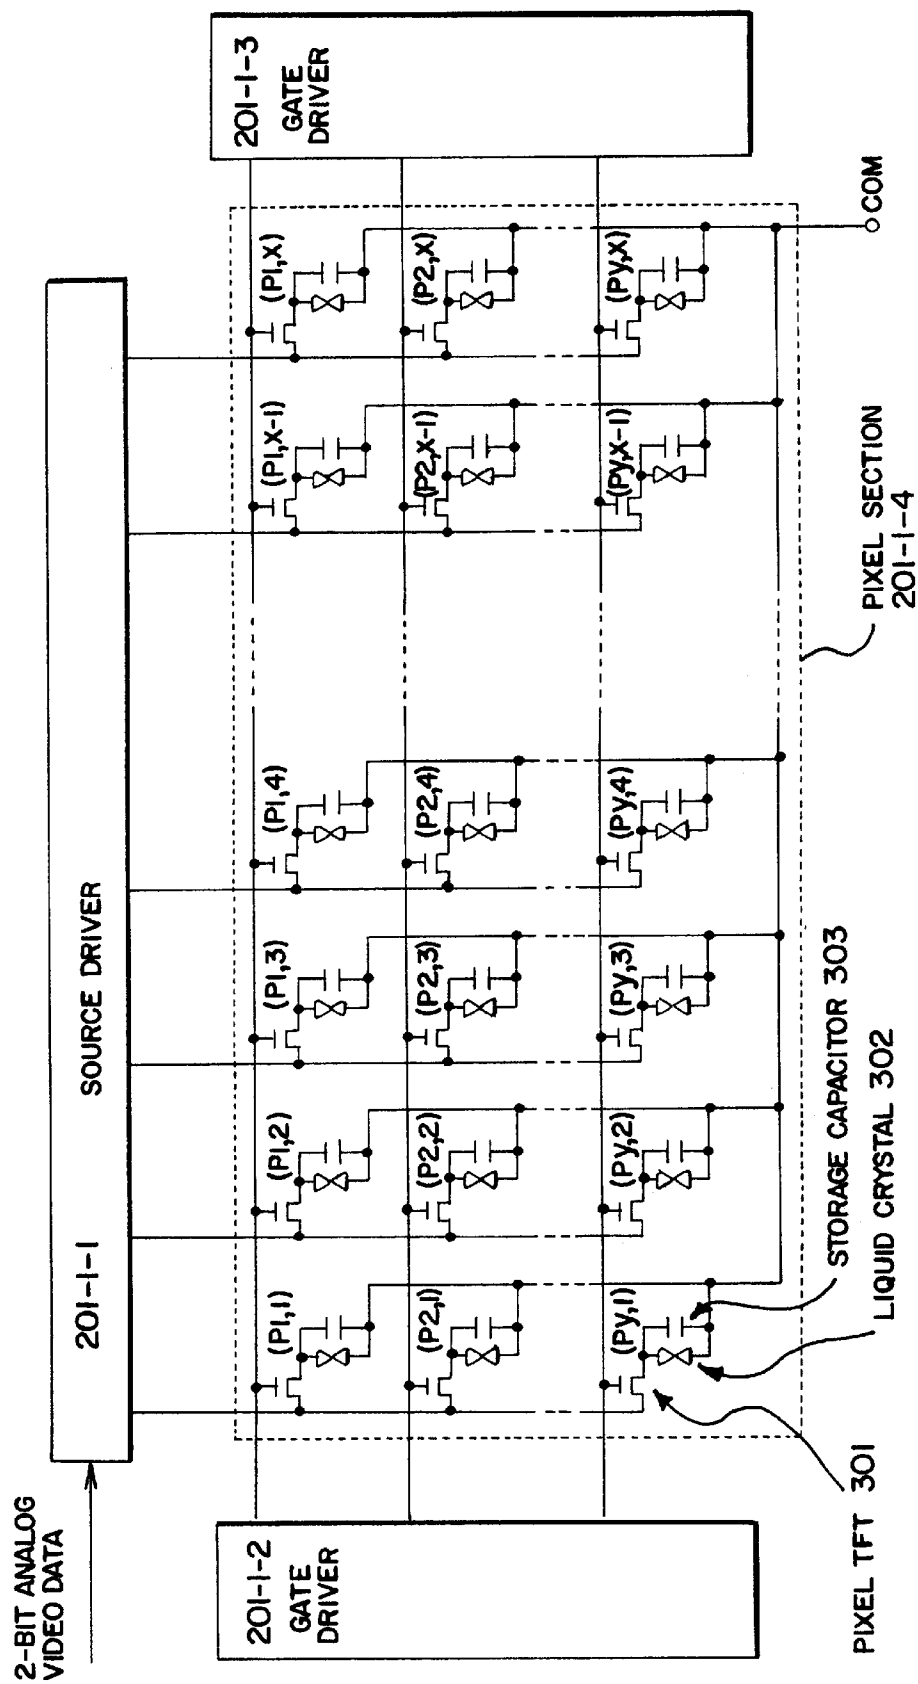 2-BIT ANALOG
VIDEO DATA
201-1-1
SOURCE DRIVER
201-1-2
GATE
DRIVER
201-1-3
GATE
DRIVER
(P1,1)
(P1,2)
(P1,3)
(P1,4)
(P1,X-1)
(P1,X)
(P2,1)
(P2,2)
(P2,3)
(P2,4)
(P2,X-1)
(P2,X)
(Py,1)
(Py,2)
(Py,3)
(Py,4)
(Py,X-1)
(Py,X)
COM
PIXEL TFT 301
LIQUID CRYSTAL 302
STORAGE CAPACITOR 303
PIXEL SECTION
201-1-4